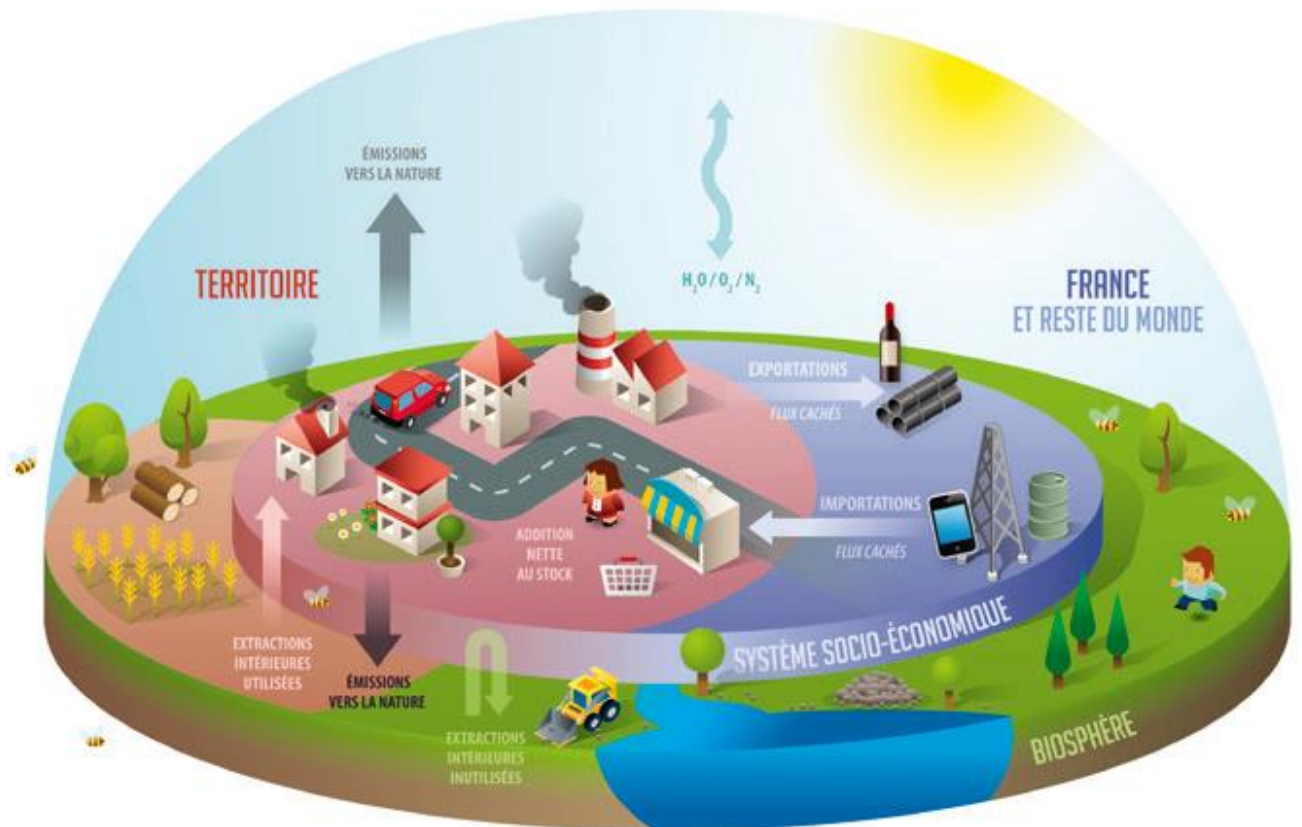 ÉMISSIONS
VERS LA NATURE
H₂O/O₂/N₂
TERRITOIRE
FRANCE
ET RESTE DU MONDE
EXPORTATIONS
FLUX CACHÉS
IMPORTATIONS
FLUX CACHÉS
ADDITION
NETTE
AU STOCK
SYSTÈME SOCIO-ÉCONOMIQUE
EXTRACTIONS
INTÉRIEURES
UTILISÉES
ÉMISSIONS
VERS LA NATURE
EXTRACTIONS
INTÉRIEURES
INUTILISÉES
BIOSPHÈRE